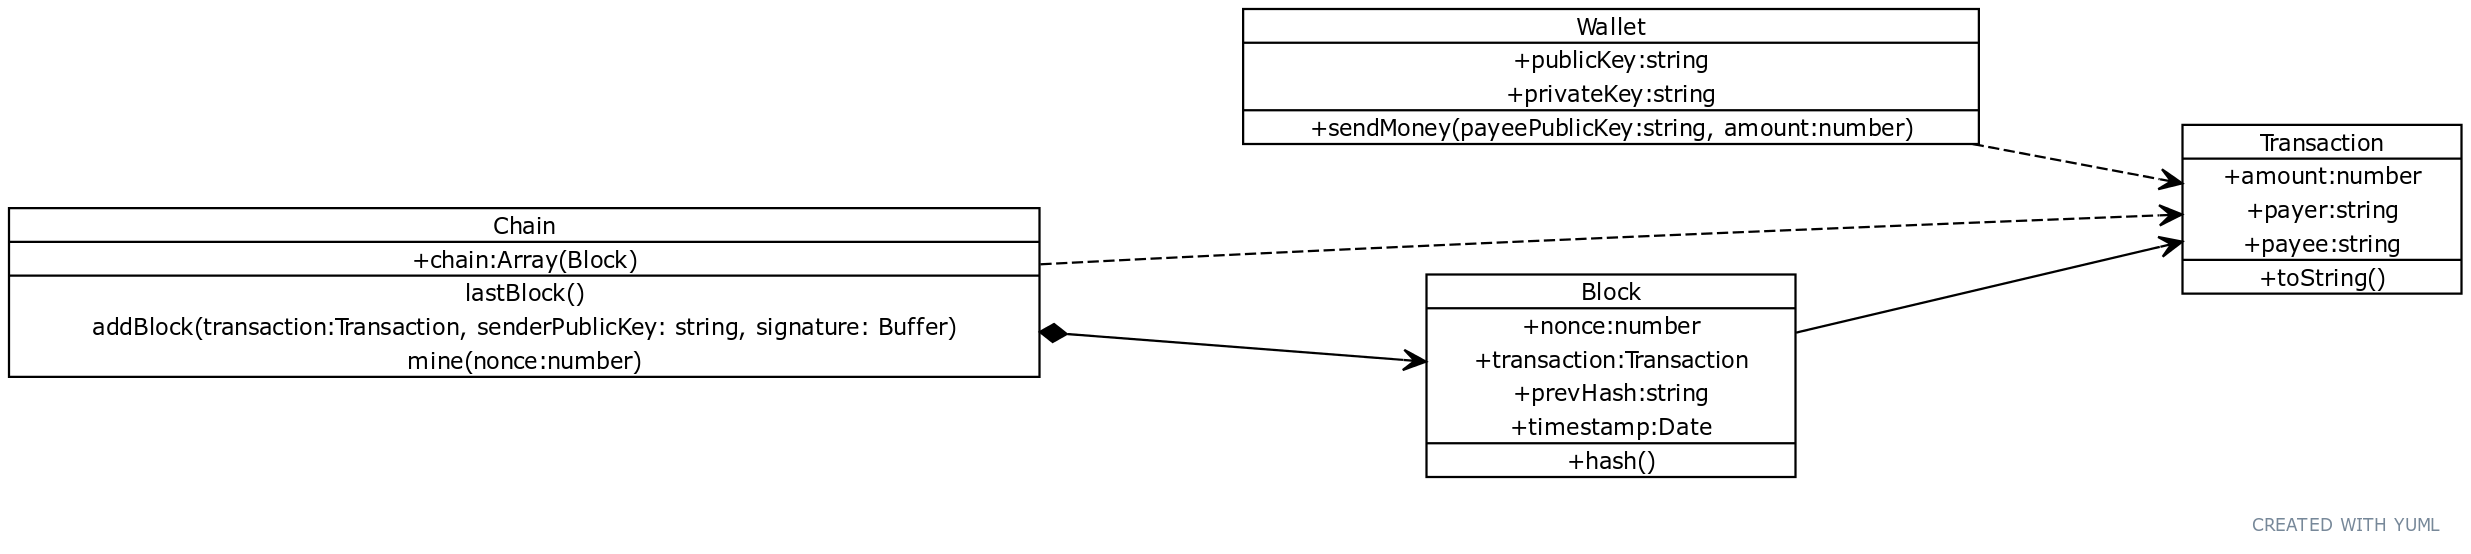 Wallet
+publicKey:string
+privateKey:string
+sendMoney(payeePublicKey:string, amount:number)
Transaction
+amount:number
+payer:string
+payee:string
+toString()
Chain
+chain:Array(Block)
lastBlock()
addBlock(transaction:Transaction, senderPublicKey: string, signature: Buffer)
mine(nonce:number)
Block
+nonce:number
+transaction:Transaction
+prevHash:string
+timestamp:Date
+hash()
CREATED WITH YUML